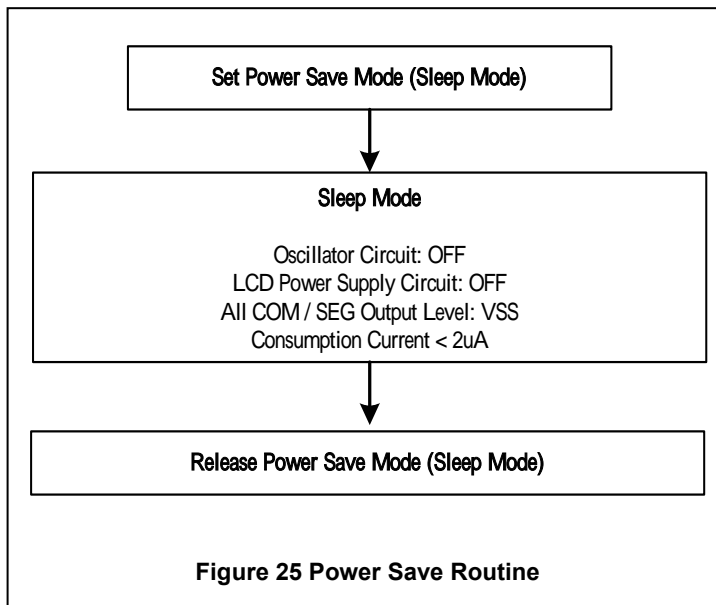 Set Power Save Mode (Sleep Mode)
Sleep Mode
Oscillator Circuit: OFF
LCD Power Supply Circuit: OFF
All COM / SEG Output Level: VSS
Consumption Current < 2uA
Release Power Save Mode (Sleep Mode)
Figure 25 Power Save Routine